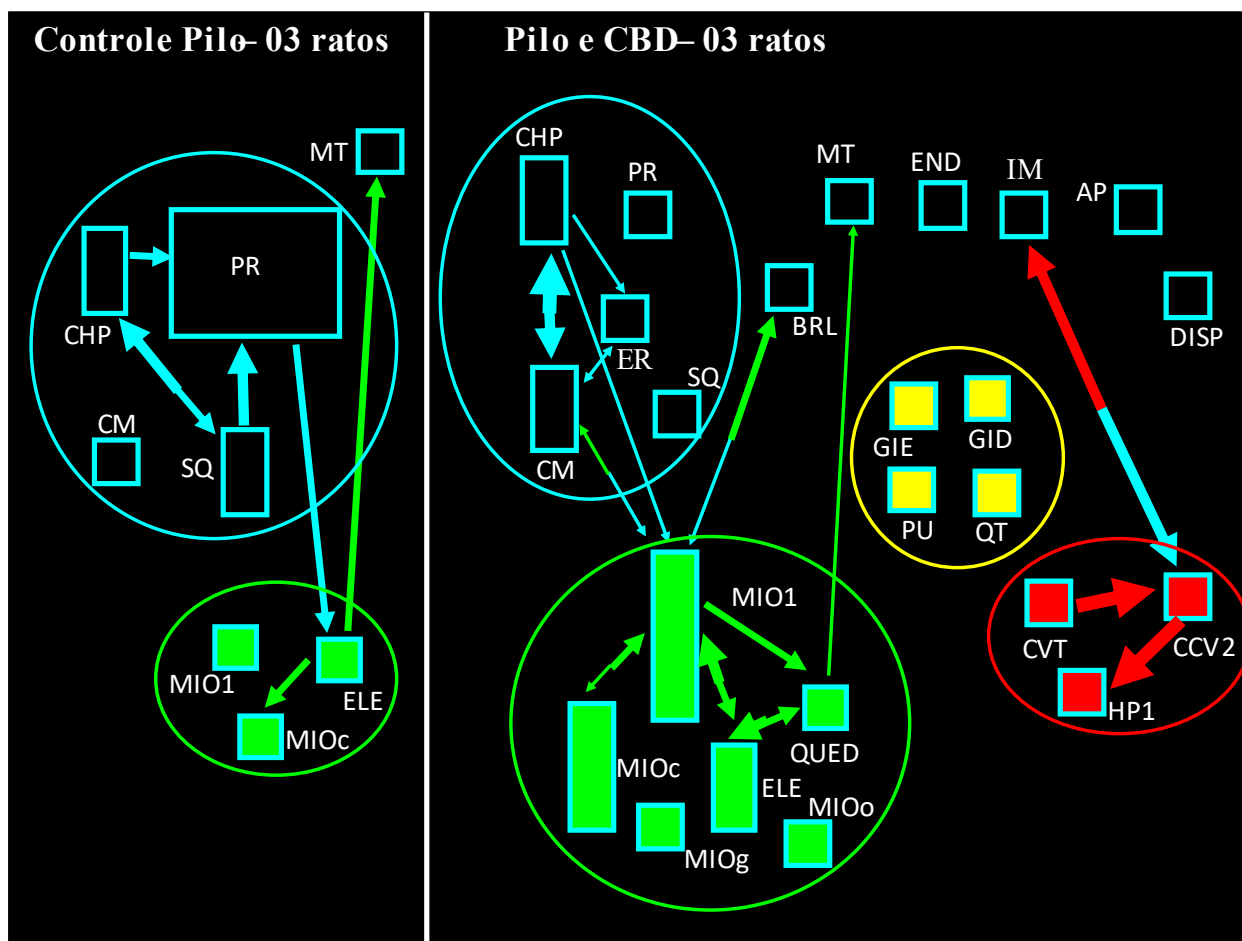 Controle Pilo– 03 ratos
MT
PR
CHP
CM
SQ
MIO1
ELE
MIOc
Pilo e CBD– 03 ratos
CHP
PR
MT
END
IM
AP
BRL
DISP
ER
SQ
CM
GIE
GID
PU
QT
MIO1
CVT
CCV2
HP1
QUED
MIOc
ELE
MIOo
MIOg